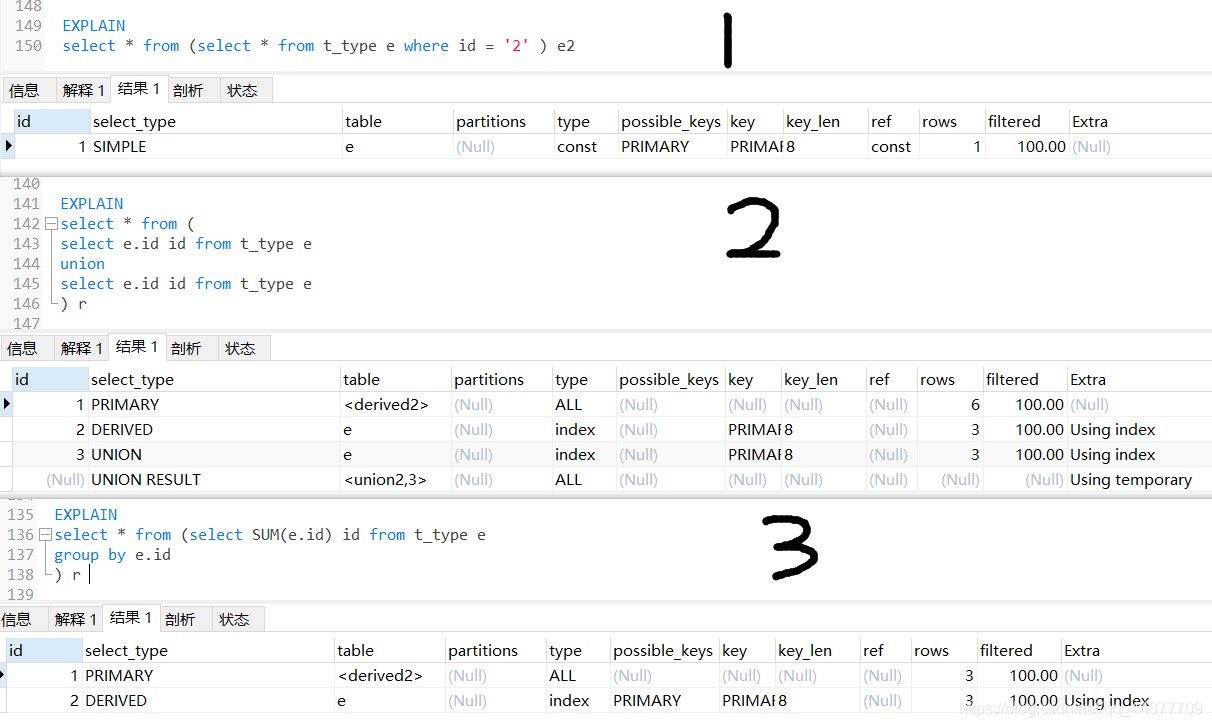 148
149 EXPLAIN
150 select * from (select * from t_type e where id = '2' ) e2
1
信息 解释 1 结果 1 剖析 状态
id select_type table partitions type possible_keys key key_len ref rows filtered Extra
1 SIMPLE e (Null) const PRIMARY PRIMAF 8 const 1 100.00 (Null)
140
141 EXPLAIN
142 select * from (
143 select e.id id from t_type e
144 union
145 select e.id id from t_type e
146 ) r
147
2
信息 解释 1 结果 1 剖析 状态
id select_type table partitions type possible_keys key key_len ref rows filtered Extra
1 PRIMARY <derived2> (Null) ALL (Null) (Null) (Null) (Null) 6 100.00 (Null)
2 DERIVED e (Null) index (Null) PRIMAF 8 (Null) 3 100.00 Using index
3 UNION e (Null) index (Null) PRIMAF 8 (Null) 3 100.00 Using index
(Null) UNION RESULT <union2,3> (Null) ALL (Null) (Null) (Null) (Null) (Null) (Null) Using temporary
135 EXPLAIN
136 select * from (select SUM(e.id) id from t_type e
137 group by e.id
138 ) r
139
3
信息 解释 1 结果 1 剖析 状态
id select_type table partitions type possible_keys key key_len ref rows filtered Extra
1 PRIMARY <derived2> (Null) ALL (Null) (Null) (Null) (Null) 3 100.00 (Null)
2 DERIVED e (Null) index PRIMARY PRIMAF 8 (Null) 3 100.00 Using index